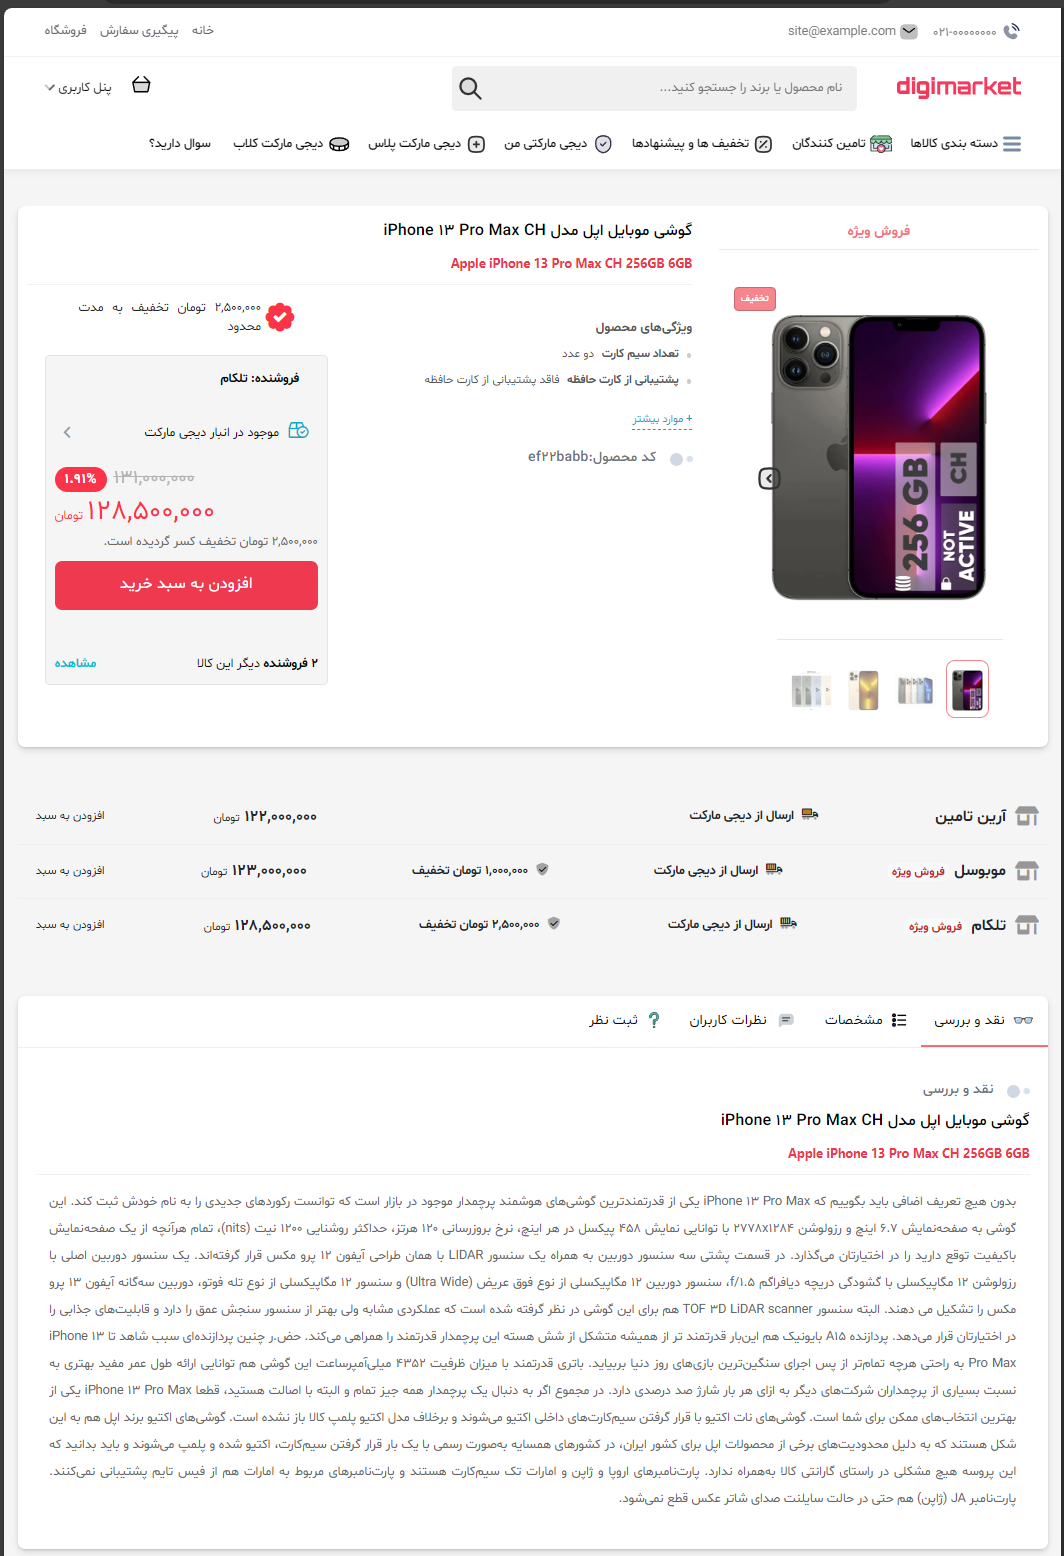 ۰۲۱-۰۰۰۰۰۰۰۰ site@example.com
خانه پیگیری سفارش فروشگاه
digimarket
نام محصول یا برند را جستجو کنید...
پنل کاربری
دسته بندی کالاها تامین کنندگان تخفیف ها و پیشنهادها دیجی مارکتی من دیجی مارکت پلاس دیجی مارکت کلاب سوال دارید؟
فروش ویژه
تخفیف
256 GB
CH
NOT
ACTIVE
گوشی موبایل اپل مدل iPhone ۱۳ Pro Max CH
Apple iPhone 13 Pro Max CH 256GB 6GB
ویژگی‌های محصول
تعداد سیم کارت دو عدد
پشتیبانی از کارت حافظه فاقد پشتیبانی از کارت حافظه
+ موارد بیشتر
کد محصول:ef۲۲babb
۲,۵۰۰,۰۰۰ تومان تخفیف به مدت
محدود
فروشنده: تلکام
موجود در انبار دیجی مارکت
۱۳۱,۰۰۰,۰۰۰ ۱.۹۱%
۱۲۸,۵۰۰,۰۰۰ تومان
۲,۵۰۰,۰۰۰ تومان تخفیف کسر گردیده است.
افزودن به سبد خرید
۲ فروشنده دیگر این کالا مشاهده
آرین تامین ارسال از دیجی مارکت ۱۲۲,۰۰۰,۰۰۰ تومان افزودن به سبد
موبوسل فروش ویژه ارسال از دیجی مارکت ۱,۰۰۰,۰۰۰ تومان تخفیف ۱۲۳,۰۰۰,۰۰۰ تومان افزودن به سبد
تلکام فروش ویژه ارسال از دیجی مارکت ۲,۵۰۰,۰۰۰ تومان تخفیف ۱۲۸,۵۰۰,۰۰۰ تومان افزودن به سبد
نقد و بررسی مشخصات نظرات کاربران ثبت نظر
نقد و بررسی
گوشی موبایل اپل مدل iPhone ۱۳ Pro Max CH
Apple iPhone 13 Pro Max CH 256GB 6GB
بدون هیچ تعریف اضافی باید بگوییم که iPhone ۱۳ Pro Max یکی از قدرتمندترین گوشی‌های هوشمند پرچمدار موجود در بازار است که توانست رکوردهای جدیدی را به نام خودش ثبت کند. این
گوشی به صفحه‌نمایش ۶.۷ اینچ و رزولوشن ۲۷۷۸x۱۲۸۴ با توانایی نمایش ۴۵۸ پیکسل در هر اینچ، نرخ بروزرسانی ۱۲۰ هرتز، حداکثر روشنایی ۱۲۰۰ نیت (nits)، تمام هرآنچه از یک صفحه‌نمایش
باکیفیت توقع دارید را در اختیارتان می‌گذارد. در قسمت پشتی سه سنسور دوربین به همراه یک سنسور LIDAR با همان طراحی آیفون ۱۲ پرو مکس قرار گرفته‌اند. یک سنسور دوربین اصلی با
رزولوشن ۱۲ مگاپیکسلی با گشودگی دریچه دیافراگم f/۱.۵، سنسور دوربین ۱۲ مگاپیکسلی از نوع فوق عریض (Ultra Wide) و سنسور ۱۲ مگاپیکسلی از نوع تله فوتو، دوربین سه‌گانه آیفون ۱۳ پرو
مکس را تشکیل می دهند. البته سنسور TOF ۳D LiDAR scanner هم برای این گوشی در نظر گرفته شده است که عملکردی مشابه ولی بهتر از سنسور سنجش عمق را دارد و قابلیت‌های جذابی را
در اختیارتان قرار می‌دهد. پردازنده A۱۵ بایونیک هم این‌بار قدرتمند تر از همیشه متشکل از شش هسته این پرچمدار قدرتمند را همراهی می‌کند. حض.ر چنین پردازنده‌ای سبب شاهد تا iPhone ۱۳
Pro Max به راحتی هرچه تمام‌تر از پس اجرای سنگین‌ترین بازی‌های روز دنیا بربیاید. باتری قدرتمند با میزان ظرفیت ۴۳۵۲ میلی‌آمپرساعت این گوشی هم توانایی ارائه طول عمر مفید بهتری به
نسبت بسیاری از پرچمداران شرکت‌های دیگر به ازای هر بار شارژ صد درصدی دارد. در مجموع اگر به دنبال یک پرچمدار همه جیز تمام و البته با اصالت هستید، قطعا iPhone ۱۳ Pro Max یکی از
بهترین انتخاب‌های ممکن برای شما است. گوشی‌های نات اکتیو با قرار گرفتن سیم‌کارت‌های داخلی اکتیو می‌شوند و برخلاف مدل اکتیو پلمپ کالا باز نشده است. گوشی‌های اکتیو برند اپل هم به این
شکل هستند که به دلیل محدودیت‌های برخی از محصولات اپل برای کشور ایران، در کشورهای همسایه به‌صورت رسمی با یک بار قرار گرفتن سیم‌کارت، اکتیو شده و پلمپ می‌شوند و باید بدانید که
این پروسه هیچ مشکلی در راستای گارانتی کالا به‌همراه ندارد. پارت‌نامبرهای اروپا و ژاپن و امارات تک سیم‌کارت هستند و پارت‌نامبرهای مربوط به امارات هم از فیس تایم پشتیبانی نمی‌کنند.
پارت‌نامبر JA (ژاپن) هم حتی در حالت سایلنت صدای شاتر عکس قطع نمی‌شود.